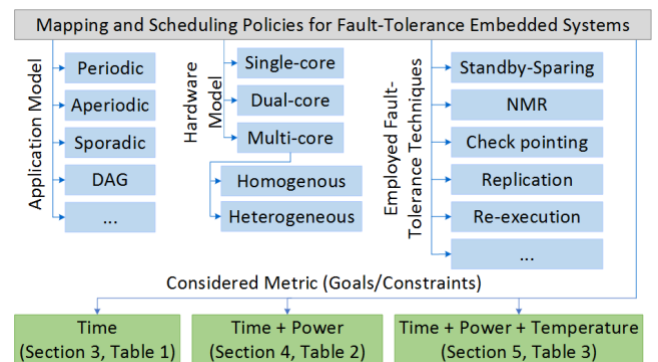 Mapping and Scheduling Policies for Fault-Tolerance Embedded Systems
Application Model
Periodic
Aperiodic
Sporadic
DAG
...
Hardware
Model
Single-core
Dual-core
Multi-core
Homogenous
Heterogeneous
Employed Fault-
Tolerance Techniques
Standby-Sparing
NMR
Check pointing
Replication
Re-execution
...
Considered Metric (Goals/Constraints)
Time
(Section 3, Table 1)
Time + Power
(Section 4, Table 2)
Time + Power + Temperature
(Section 5, Table 3)